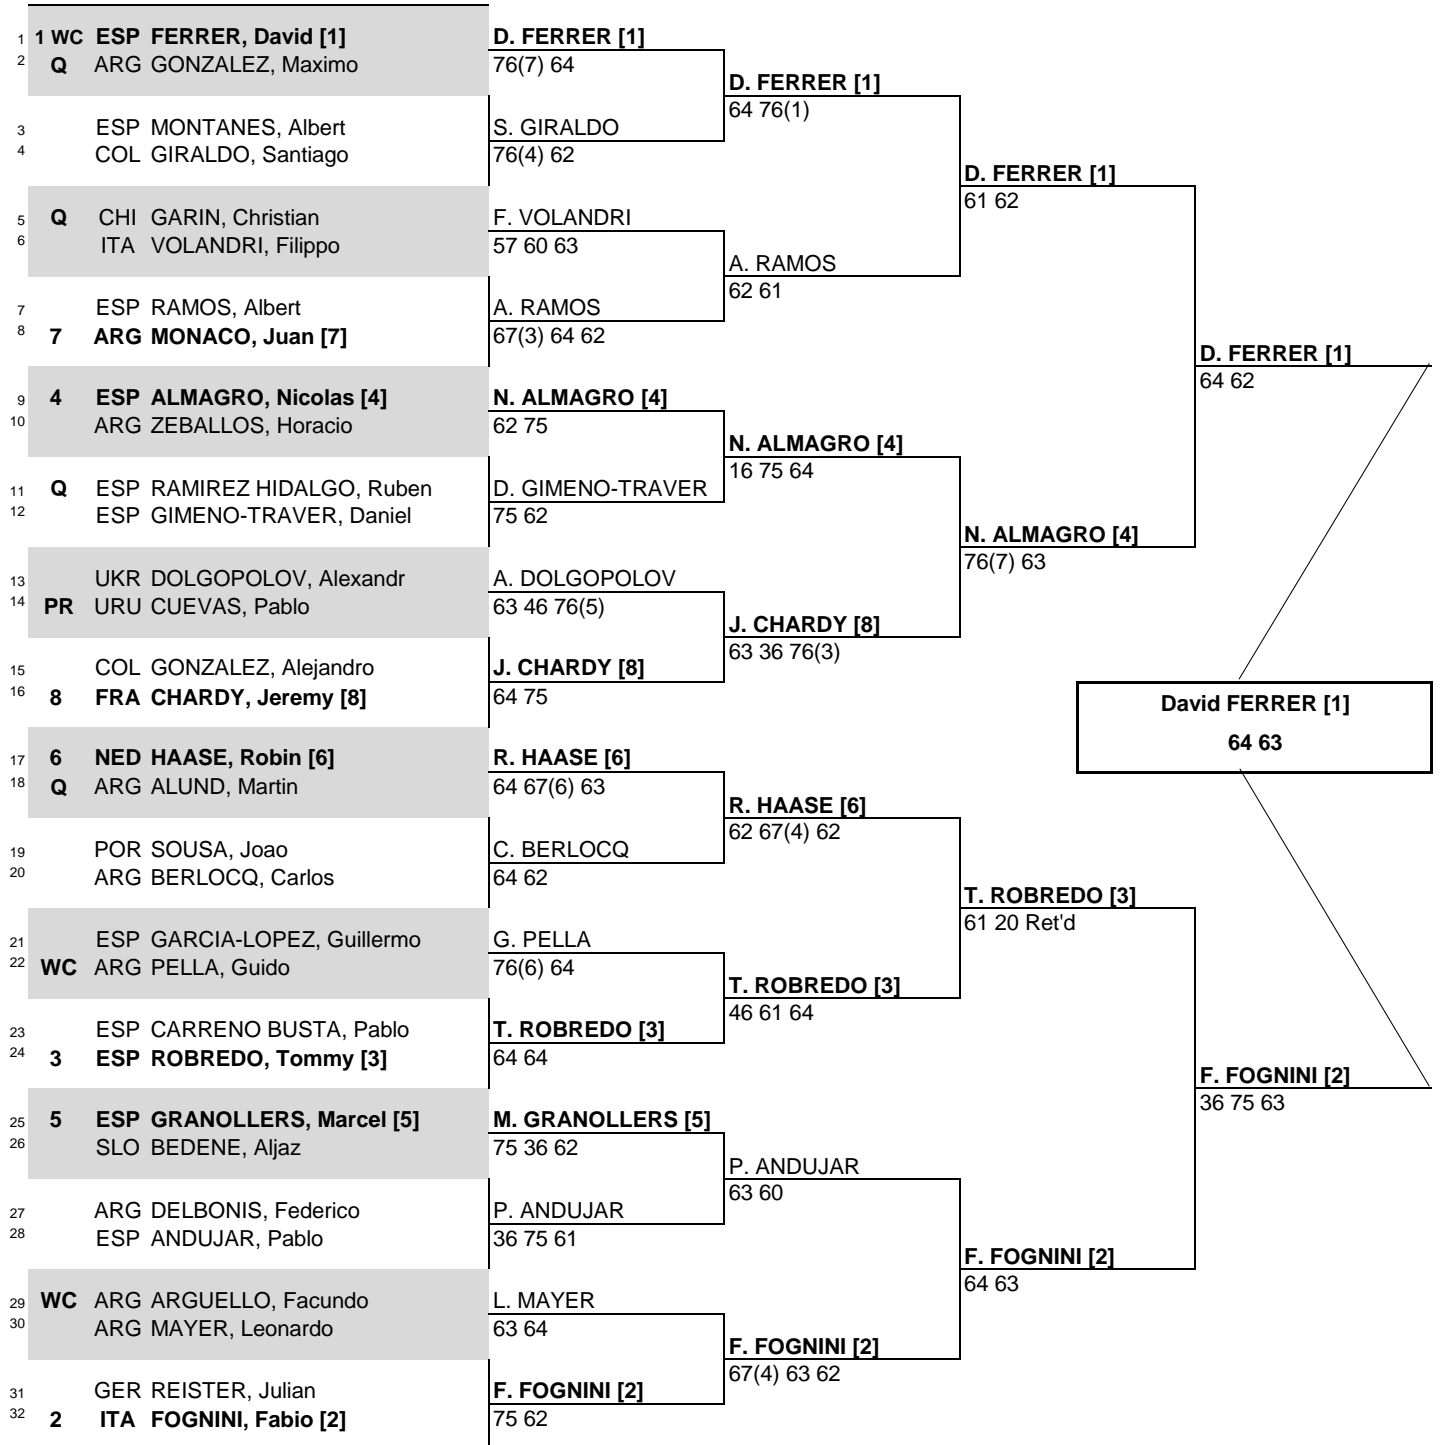 1 1 WC ESP FERRER, David [1]
2 Q ARG GONZALEZ, Maximo
3 ESP MONTANES, Albert
4 COL GIRALDO, Santiago
5 Q CHI GARIN, Christian
6 ITA VOLANDRI, Filippo
7 ESP RAMOS, Albert
8 7 ARG MONACO, Juan [7]
9 4 ESP ALMAGRO, Nicolas [4]
10 ARG ZEBALLOS, Horacio
11 Q ESP RAMIREZ HIDALGO, Ruben
12 ESP GIMENO-TRAVER, Daniel
13 UKR DOLGOPOLOV, Alexandr
14 PR URU CUEVAS, Pablo
15 COL GONZALEZ, Alejandro
16 8 FRA CHARDY, Jeremy [8]
17 6 NED HAASE, Robin [6]
18 Q ARG ALUND, Martin
19 POR SOUSA, Joao
20 ARG BERLOCQ, Carlos
21 ESP GARCIA-LOPEZ, Guillermo
22 WC ARG PELLA, Guido
23 ESP CARRENO BUSTA, Pablo
24 3 ESP ROBREDO, Tommy [3]
25 5 ESP GRANOLLERS, Marcel [5]
26 SLO BEDENE, Aljaz
27 ARG DELBONIS, Federico
28 ESP ANDUJAR, Pablo
29 WC ARG ARGUELLO, Facundo
30 ARG MAYER, Leonardo
31 GER REISTER, Julian
32 2 ITA FOGNINI, Fabio [2]
D. FERRER [1]
76(7) 64
S. GIRALDO
76(4) 62
F. VOLANDRI
57 60 63
A. RAMOS
67(3) 64 62
N. ALMAGRO [4]
62 75
D. GIMENO-TRAVER
75 62
A. DOLGOPOLOV
63 46 76(5)
J. CHARDY [8]
64 75
R. HAASE [6]
64 67(6) 63
C. BERLOCQ
64 62
G. PELLA
76(6) 64
T. ROBREDO [3]
64 64
M. GRANOLLERS [5]
75 36 62
P. ANDUJAR
36 75 61
L. MAYER
63 64
F. FOGNINI [2]
75 62
D. FERRER [1]
64 76(1)
A. RAMOS
62 61
N. ALMAGRO [4]
16 75 64
J. CHARDY [8]
63 36 76(3)
R. HAASE [6]
62 67(4) 62
T. ROBREDO [3]
46 61 64
P. ANDUJAR
63 60
F. FOGNINI [2]
67(4) 63 62
D. FERRER [1]
61 62
N. ALMAGRO [4]
76(7) 63
T. ROBREDO [3]
61 20 Ret'd
F. FOGNINI [2]
64 63
D. FERRER [1]
64 62
F. FOGNINI [2]
36 75 63
David FERRER [1]
64 63